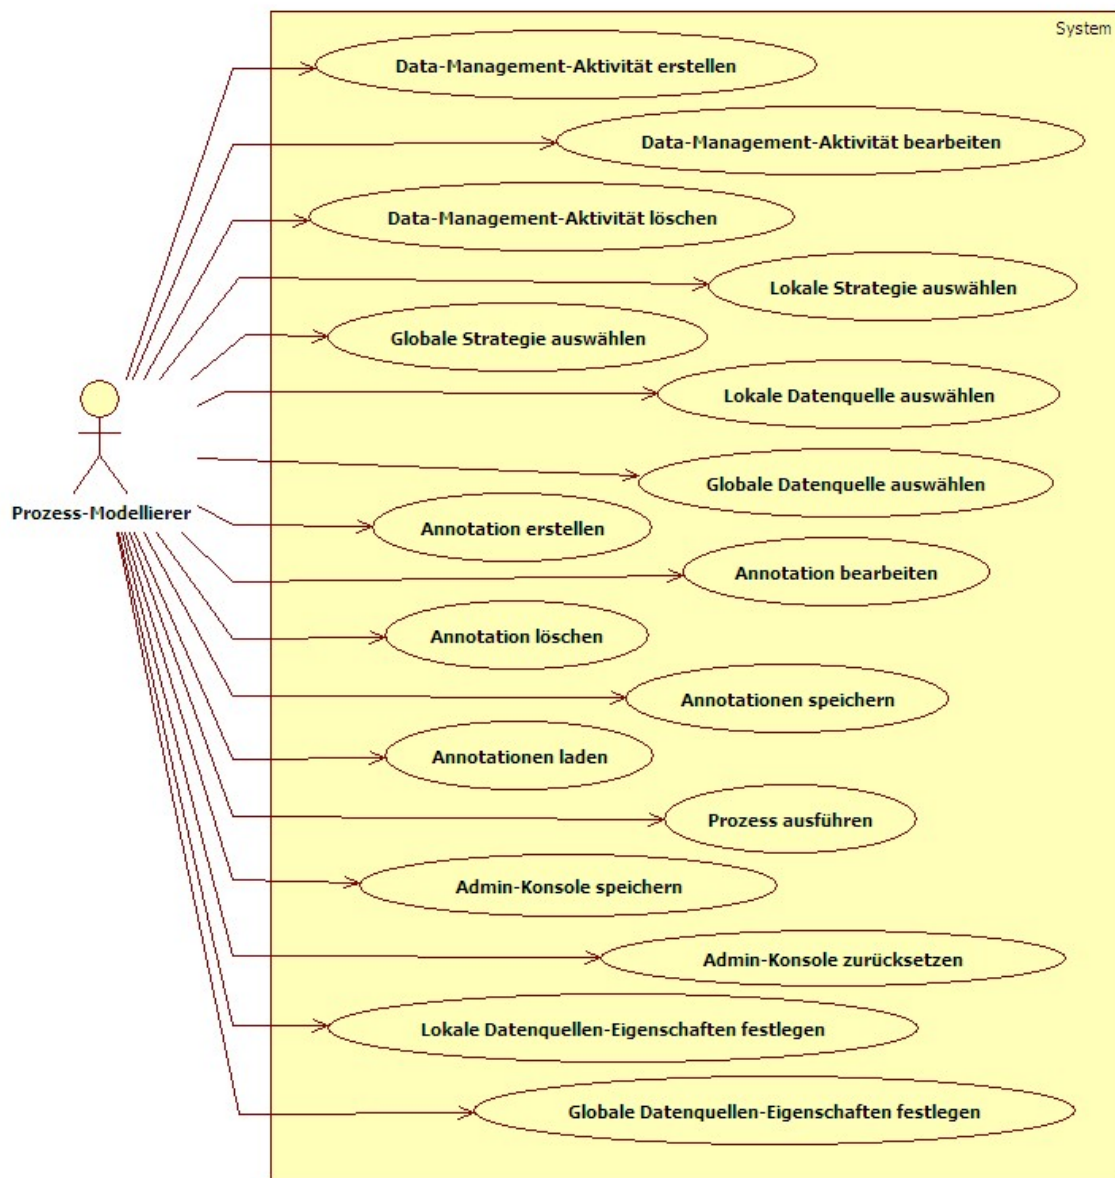 System
Data-Management-Aktivität erstellen
Data-Management-Aktivität bearbeiten
Data-Management-Aktivität löschen
Lokale Strategie auswählen
Globale Strategie auswählen
Lokale Datenquelle auswählen
Globale Datenquelle auswählen
Prozess-Modellierer
Annotation erstellen
Annotation bearbeiten
Annotation löschen
Annotationen speichern
Annotationen laden
Prozess ausführen
Admin-Konsole speichern
Admin-Konsole zurücksetzen
Lokale Datenquellen-Eigenschaften festlegen
Globale Datenquellen-Eigenschaften festlegen